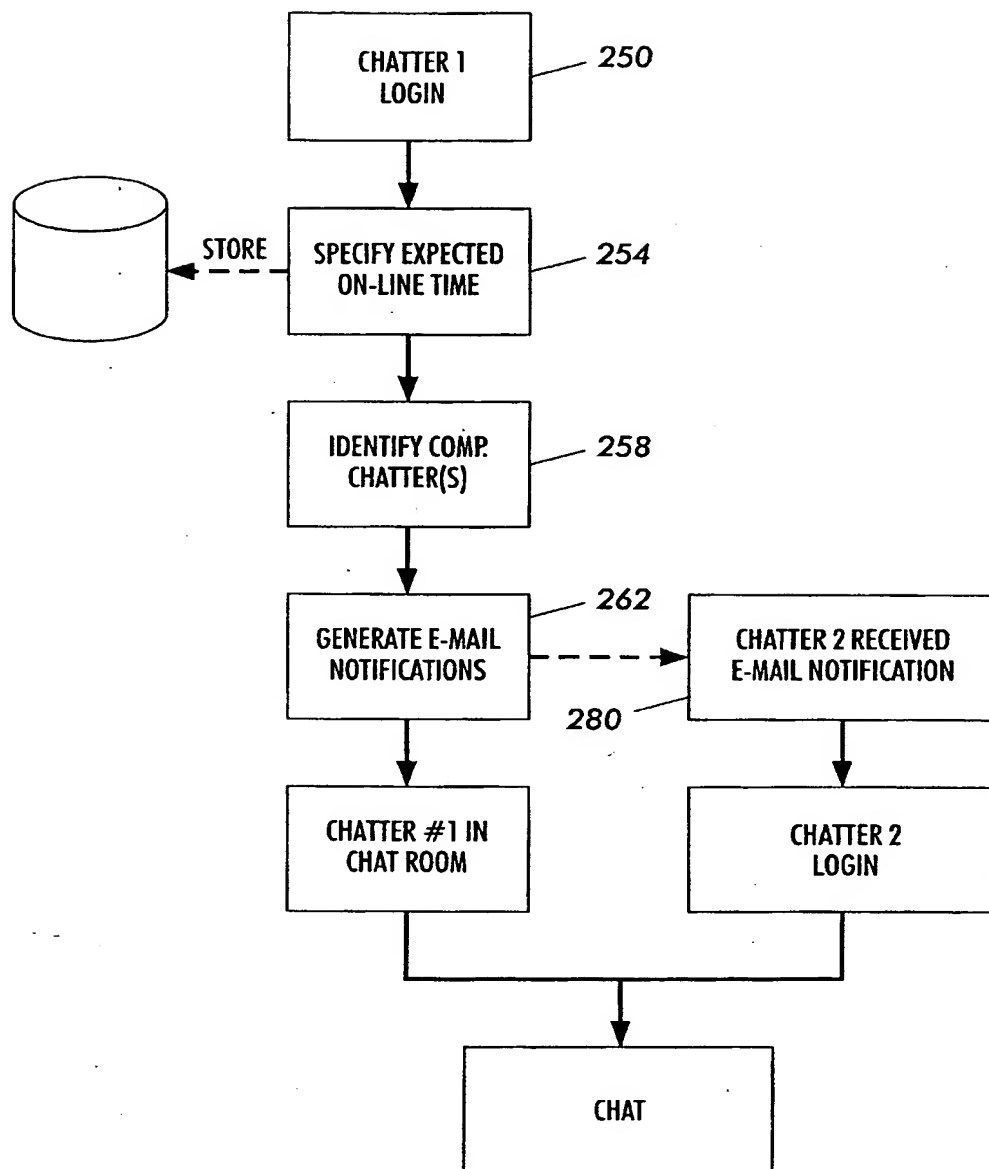 CHATTER 1
LOGIN
250
STORE
SPECIFY EXPECTED
ON-LINE TIME
254
IDENTIFY COMP.
CHATTER(S)
258
GENERATE E-MAIL
NOTIFICATIONS
262
CHATTER 2 RECEIVED
E-MAIL NOTIFICATION
280
CHATTER #1 IN
CHAT ROOM
CHATTER 2
LOGIN
CHAT